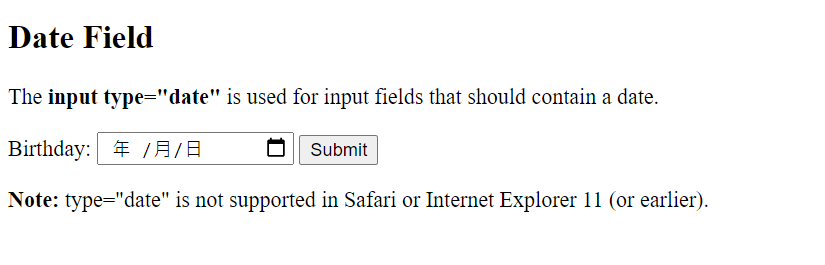 Date Field
The input type="date" is used for input fields that should contain a date.
Birthday: 年 /月/日 Submit
Note: type="date" is not supported in Safari or Internet Explorer 11 (or earlier).